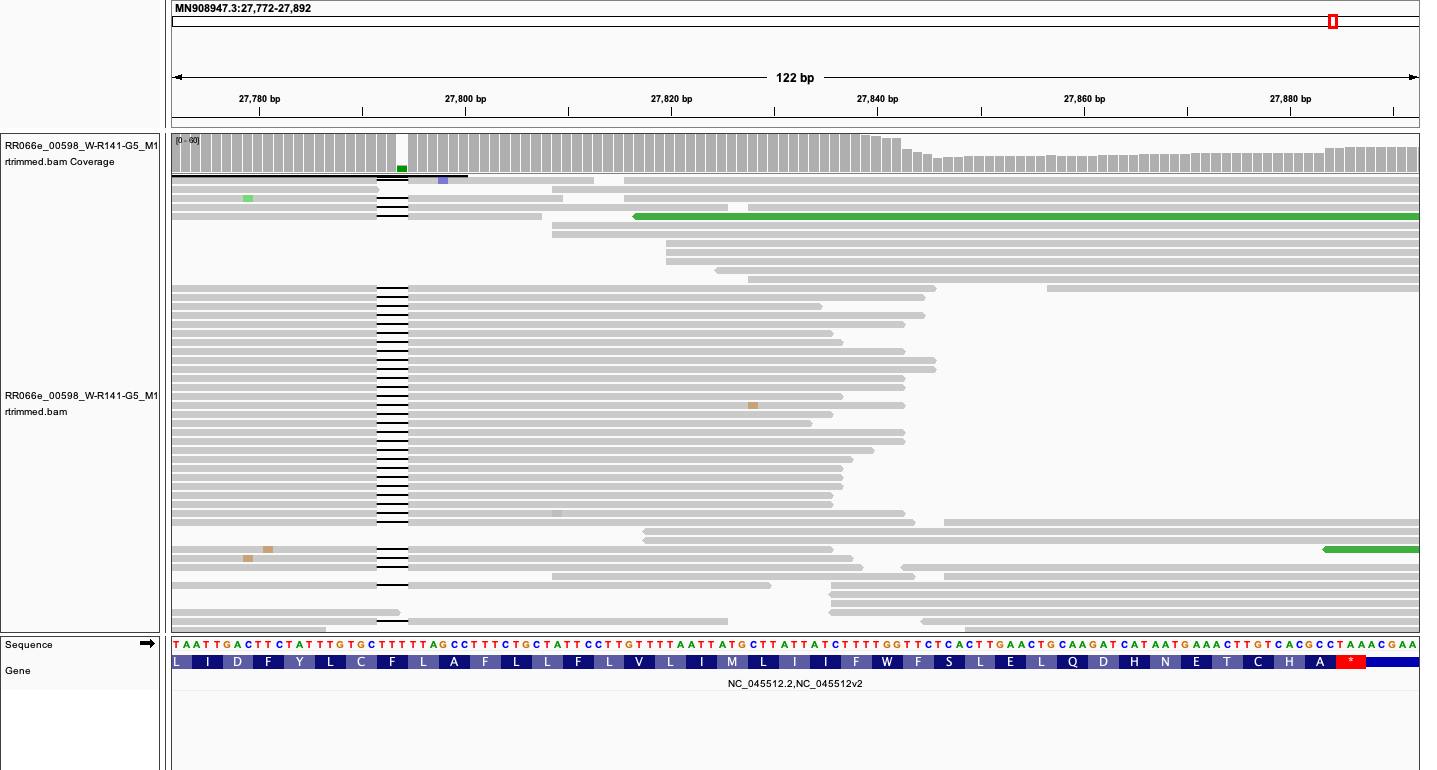 MN908947.3:27,772-27,892
122 bp
27,780 bp 27,800 bp 27,820 bp 27,840 bp 27,860 bp 27,880 bp
RR066e_00598_W-R141-G5_M1
rtrimmed.bam Coverage
[0 - 60]
RR066e_00598_W-R141-G5_M1
rtrimmed.bam
Sequence
TAATTGACTTCTATTTGTGCTTTTTAGCCTTTCTGCTATTCCTTGTTTTAATTATGCTTATTATCTTTTGGTTCTCACTTGAACTGCAAGATCATAATGAAACTTGTCACGCCTAAACGAA
Gene
L I D F Y L C F L A F L L F L V L I M L I I F W F S L E L Q D H N E T C H A *
NC_045512.2,NC_045512v2